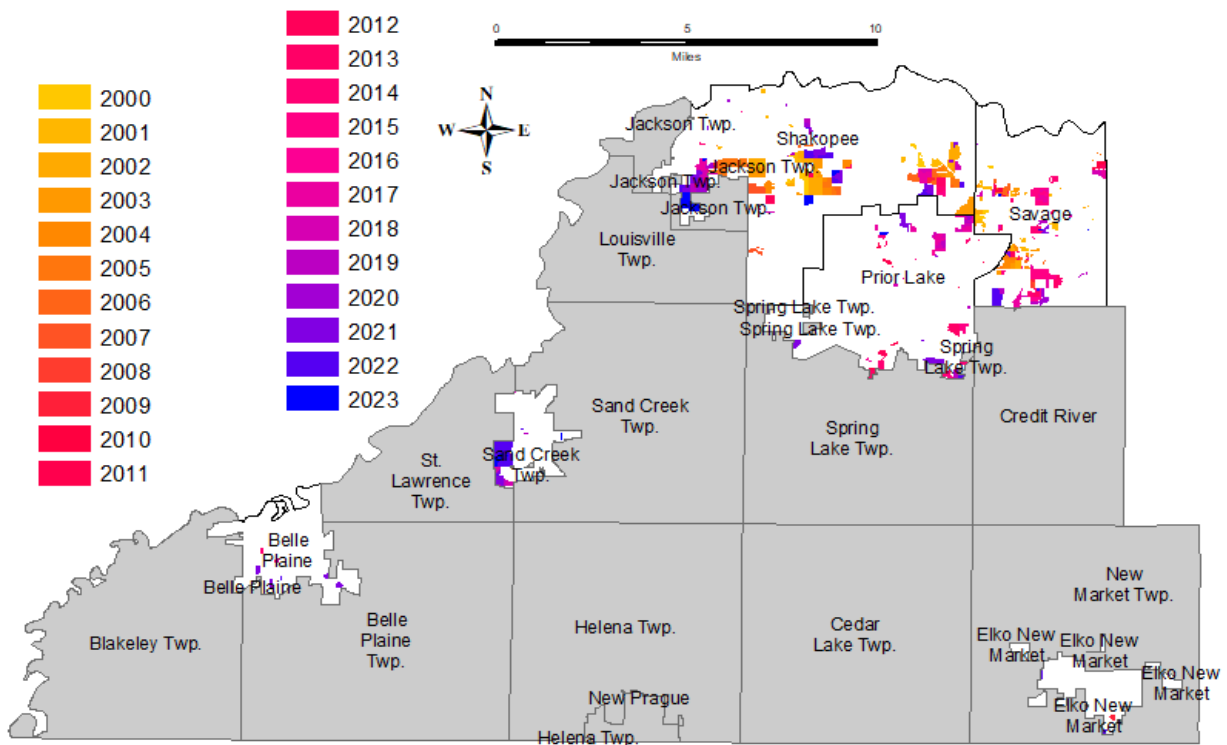 2012
2013
2014
2015
2016
2017
2018
2019
2020
2021
2022
2023
2000
2001
2002
2003
2004
2005
2006
2007
2008
2009
2010
2011
0
5
10
Miles
N
W
E
S
Jackson Twp.
Shakopee
Jackson Twp.
Jackson Twp.
Jackson Twp.
Savage
Louisville
Twp.
Prior Lake
Spring Lake Twp.
Spring Lake Twp.
Spring
Lake Twp.
Sand Creek
Twp.
Spring
Lake Twp.
Credit River
Sand Creek
Twp.
St.
Lawrence
Twp.
Belle
Plaine
Belle Plaine
Blakeley Twp.
Belle
Plaine
Twp.
Helena Twp.
Cedar
Lake Twp.
New
Market Twp.
Elko New
Market
Elko New
Market
Elko New
Market
Elko New
Market
New Prague
Helena Twp.